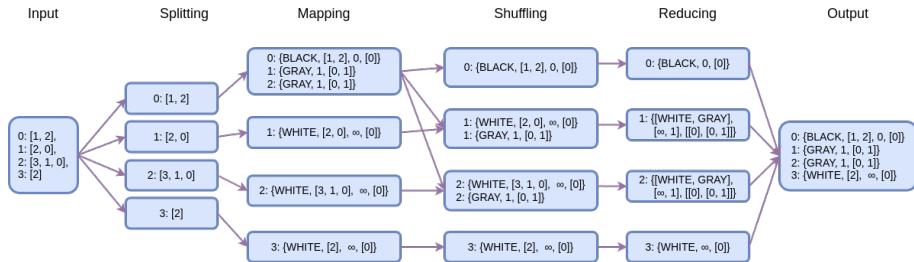 Input
Splitting
Mapping
Shuffling
Reducing
Output
0: [1, 2],
1: [2, 0],
2: [3, 1, 0],
3: [2]
0: [1, 2]
1: [2, 0]
2: [3, 1, 0]
3: [2]
0: {BLACK, [1, 2], 0, [0]}
1: {GRAY, 1, [0, 1]}
2: {GRAY, 1, [0, 1]}
1: {WHITE, [2, 0], ∞, [0]}
2: {WHITE, [3, 1, 0], ∞, [0]}
3: {WHITE, [2], ∞, [0]}
0: {BLACK, [1, 2], 0, [0]}
1: {WHITE, [2, 0], ∞, [0]}
1: {GRAY, 1, [0, 1]}
2: {WHITE, [3, 1, 0], ∞, [0]}
2: {GRAY, 1, [0, 1]}
3: {WHITE, [2], ∞, [0]}
0: {BLACK, 0, [0]}
1: {[WHITE, GRAY],
[∞, 1], [[0], [0, 1]]}
2: {[WHITE, GRAY],
[∞, 1], [[0], [0, 1]]}
3: {WHITE, ∞, [0]}
0: {BLACK, [1, 2], 0, [0]}
1: {GRAY, 1, [0, 1]}
2: {GRAY, 1, [0, 1]}
3: {WHITE, [2], ∞, [0]}